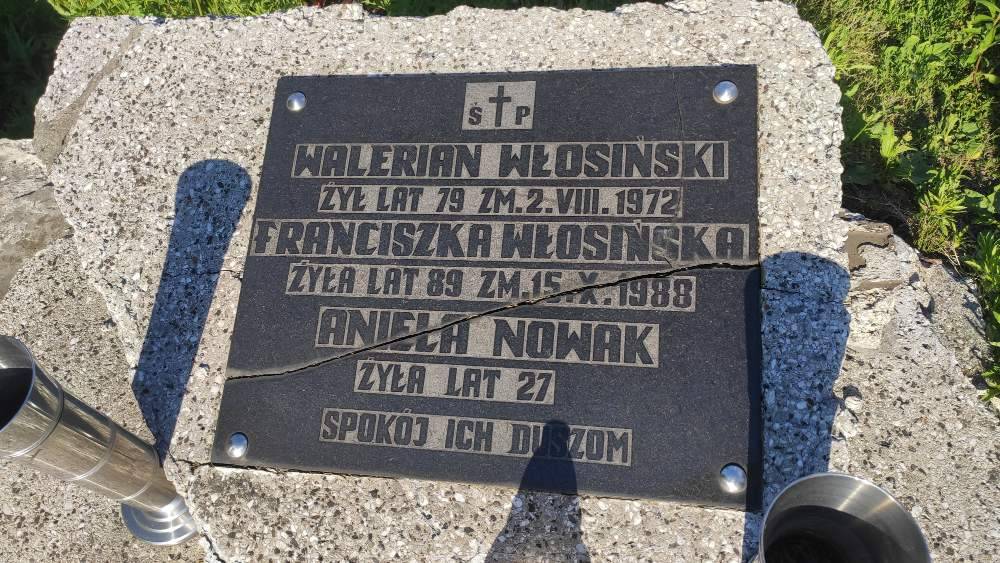 Ś P
WALERIAN WŁOSIŃSKI
ŻYŁ LAT 79 ZM. 2. VIII. 1972
FRANCISZKA WŁOSIŃSKA
ŻYŁA LAT 89 ZM. 15. X. 1988
ANIELA NOWAK
ŻYŁA LAT 27
SPOKÓJ ICH DUSZOM